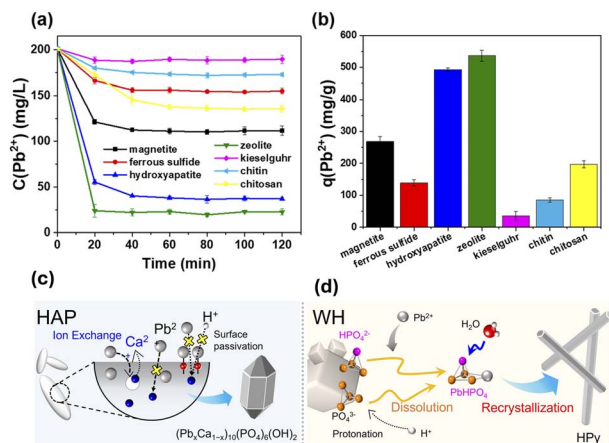 (a)
C(Pb²⁺) (mg/L)
200
150
100
50
0
magnetite
ferrous sulfide
hydroxyapatite
zeolite
kieselguhr
chitin
chitosan
0 20 40 60 80 100 120
Time (min)
(b)
q(Pb²⁺) (mg/g)
600
500
400
300
200
100
0
magnetite
ferrous sulfide
hydroxyapatite
zeolite
kieselguhr
chitin
chitosan
(c)
HAP
Ion Exchange
Ca²
Pb²
H⁺
Surface
passivation
(PbₓCa₁₋ₓ)₁₀(PO₄)₆(OH)₂
(d)
WH
HPO₄²⁻
Pb²⁺
H₂O
PbHPO₄
PO₄³⁻
Dissolution
Recrystallization
Protonation
H⁺
HPy